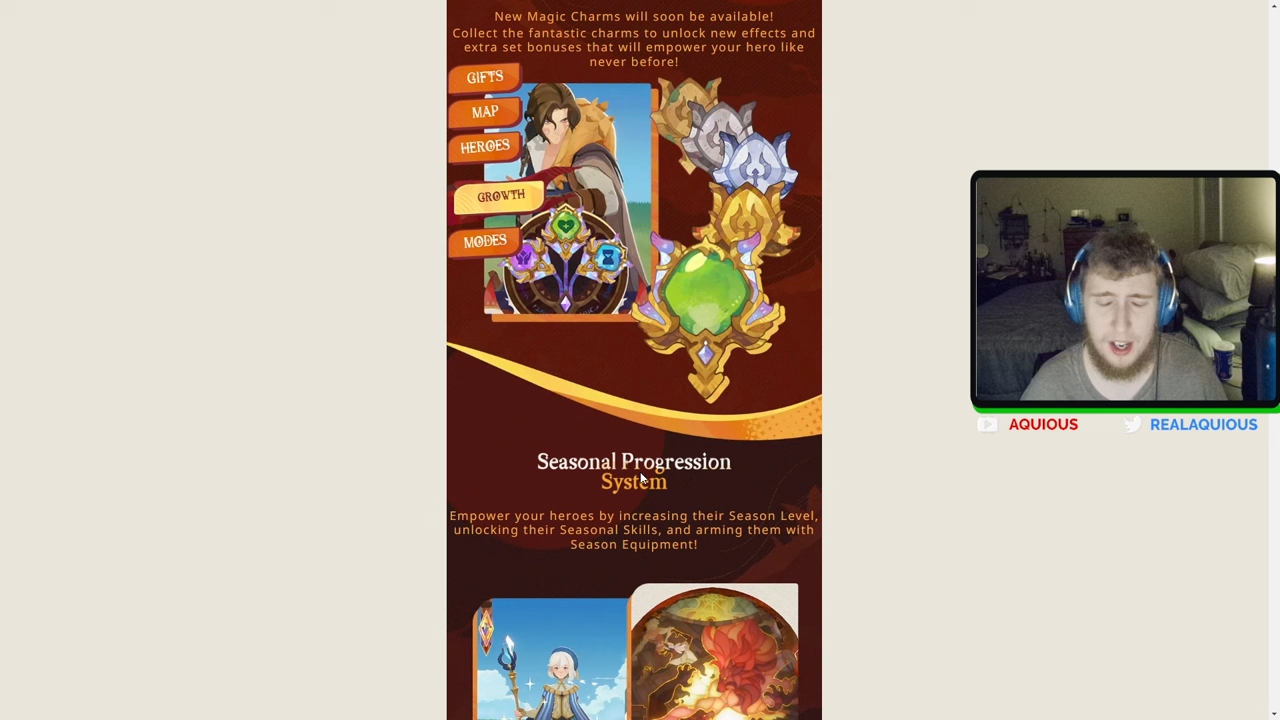 New Magic Charms will soon be available!
Collect the fantastic charms to unlock new effects and
extra set bonuses that will empower your hero like
never before!
GIFTS
MAP
HEROES
GROWTH
MODES
Seasonal Progression
System
Empower your heroes by increasing their Season Level,
unlocking their Seasonal Skills, and arming them with
Season Equipment!
AQUIOUS
REALAQUIOUS